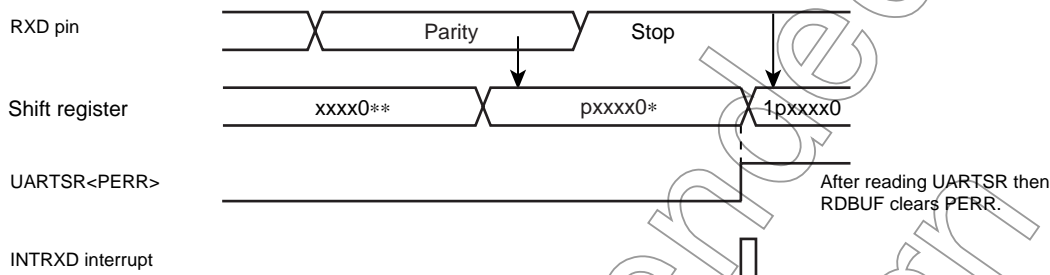 RXD pin
Parity
Stop
Shift register
xxxx0**
pxxxx0*
1pxxxx0
UARTSR<PERR>
After reading UARTSR then
RDBUF clears PERR.
INTRXD interrupt